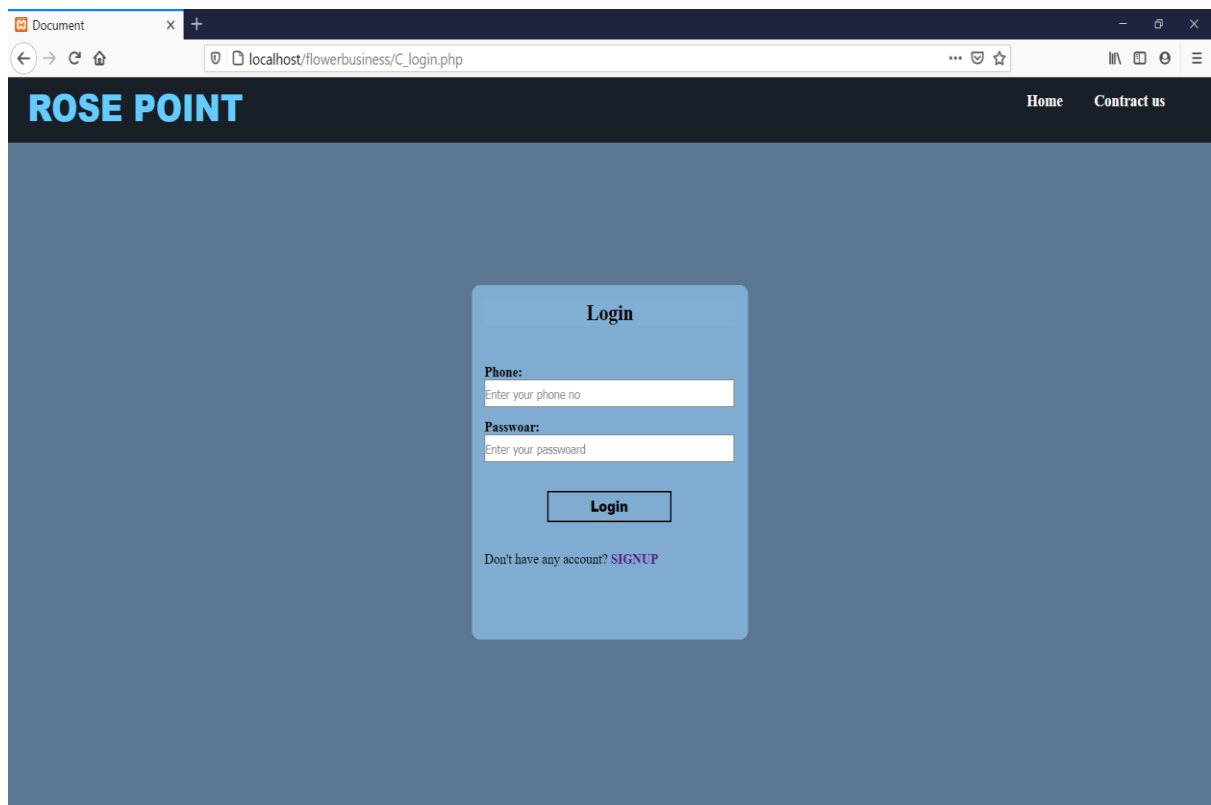 Document
localhost/flowerbusiness/C_login.php
ROSE POINT
Home Contract us
Login
Phone:
Enter your phone no
Passwoar:
Enter your passwoard
Login
Don't have any account? SIGNUP